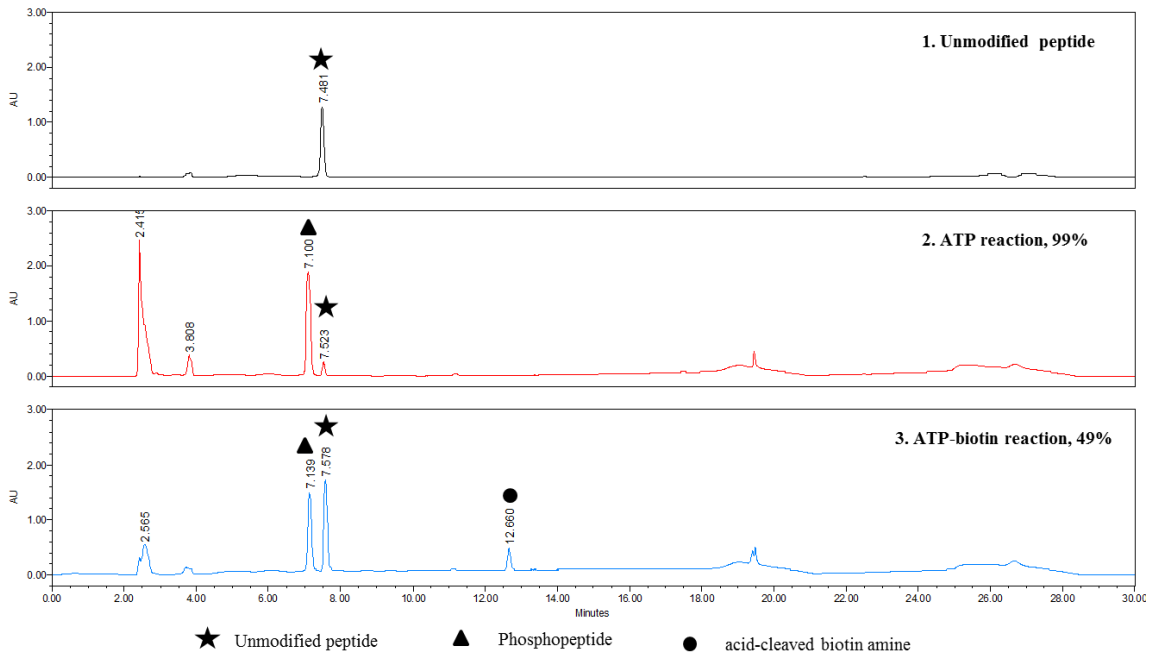 3.00
2.00
1.00
0.00
AU
7.481
1. Unmodified peptide
3.00
2.00
1.00
0.00
AU
2.415
3.808
7.100
7.523
2. ATP reaction, 99%
3.00
2.00
1.00
0.00
AU
2.565
7.139
7.578
12.660
3. ATP-biotin reaction, 49%
0.00 2.00 4.00 6.00 8.00 10.00 12.00 14.00 16.00 18.00 20.00 22.00 24.00 26.00 28.00 30.00
Minutes
Unmodified peptide Phosphopeptide acid-cleaved biotin amine